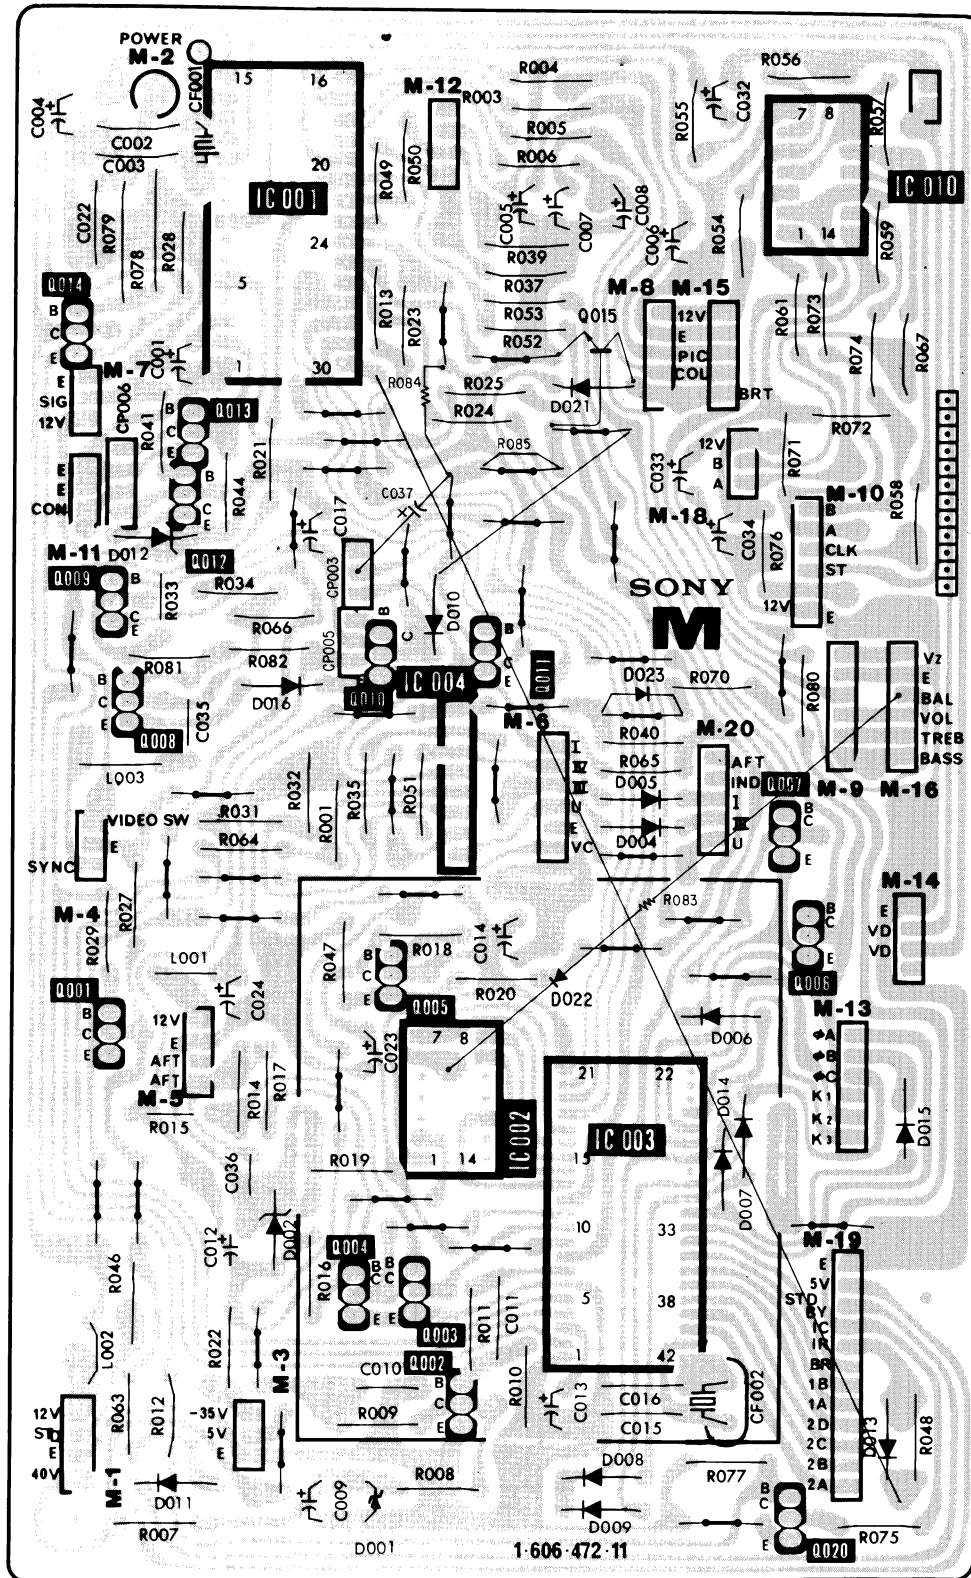 POWER
M-2
CF001
15
16
20
24
5
1
30
IC001
C004
C002
C003
C022
R079
R078
R028
R049
R050
M-12
R003
R004
R005
R006
C005
C007
C008
C006
R039
R037
R053
R052
R056
R055
C032
R057
7 8
1 14
IC010
R054
R059
Q014
B
C
E
C001
M-7
E
SIG
12V
CP006
R041
B
C
E
Q013
R021
R013
R023
R084
R025
R024
Q015
D021
M-8 M-15
12V
E
PIC
COL
BRT
R061
R073
R074
R067
R072
E
E
CON
B
C
E
R044
D012
Q012
C017
C037
R085
C033
12V
B
A
M-18
R071
C034
R076
M-10
B
A
CLK
ST
12V
E
R058
M-11
Q009
B
C
E
R033
R034
R066
R082
D016
R081
B
C
E
Q008
C035
L003
CP003
CP005
C
E
Q010
D010
IC004
B
C
E
Q011
SONY
M
D023
R070
R040
R065
D005
D004
R080
Vz
E
BAL
VOL
TREB
BASS
M-9 M-16
M-6
I
IV
III
U
E
VC
M-20
AFT
IND
I
III
U
Q007
B
C
E
R032
R001
R035
R051
VIDEO SW
E
SYNC
R031
R064
M-4
R029
R027
L001
Q001
B
C
E
C024
12V
E
AFT
AFT
M-5
R015
R014
R017
R047
R018
C014
B
C
E
Q005
R020
D022
R083
C023
7 8
1 14
IC002
R019
D006
B
C
E
Q006
M-14
E
VD
VD
M-13
ΦA
ΦB
ΦC
K1
K2
K3
D015
21 22
15
10 33
5 38
1 42
IC003
D014
D007
C036
C012
D002
R046
L002
R022
M-3
Q004
R016
B
C
E
B
C
E
Q003
Q002
B
C
E
C010
R009
R011
C011
R010
C013
C016
C015
CF002
M-19
E
5V
STD
BY
IC
IR
BR
1B
1A
2D
2C
2B
2A
D013
R048
12V
STD
E
40V
M-1
R063
R012
-35V
5V
E
D011
R007
C009
D001
R008
D008
D009
R077
B
C
E
Q020
R075
1-606-472-11